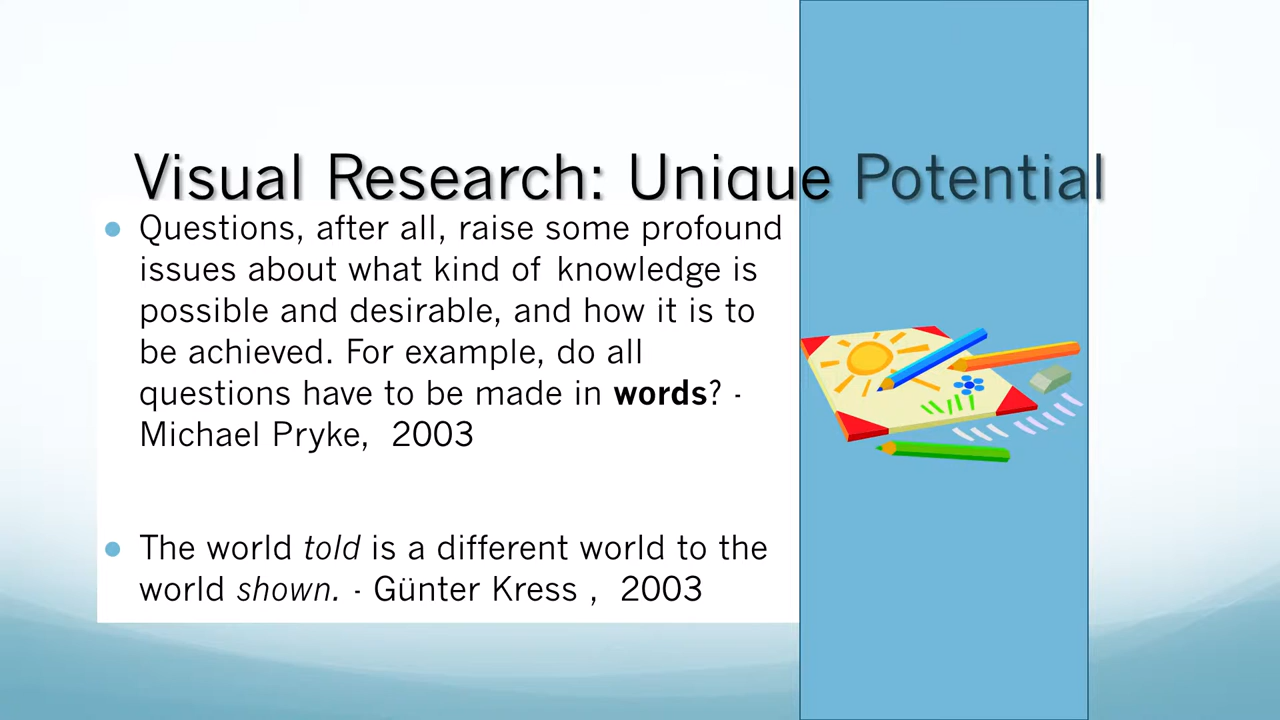 Visual Research: Unique Potential
Questions, after all, raise some profound
issues about what kind of knowledge is
possible and desirable, and how it is to
be achieved. For example, do all
questions have to be made in words? -
Michael Pryke, 2003
The world told is a different world to the
world shown. - Günter Kress , 2003